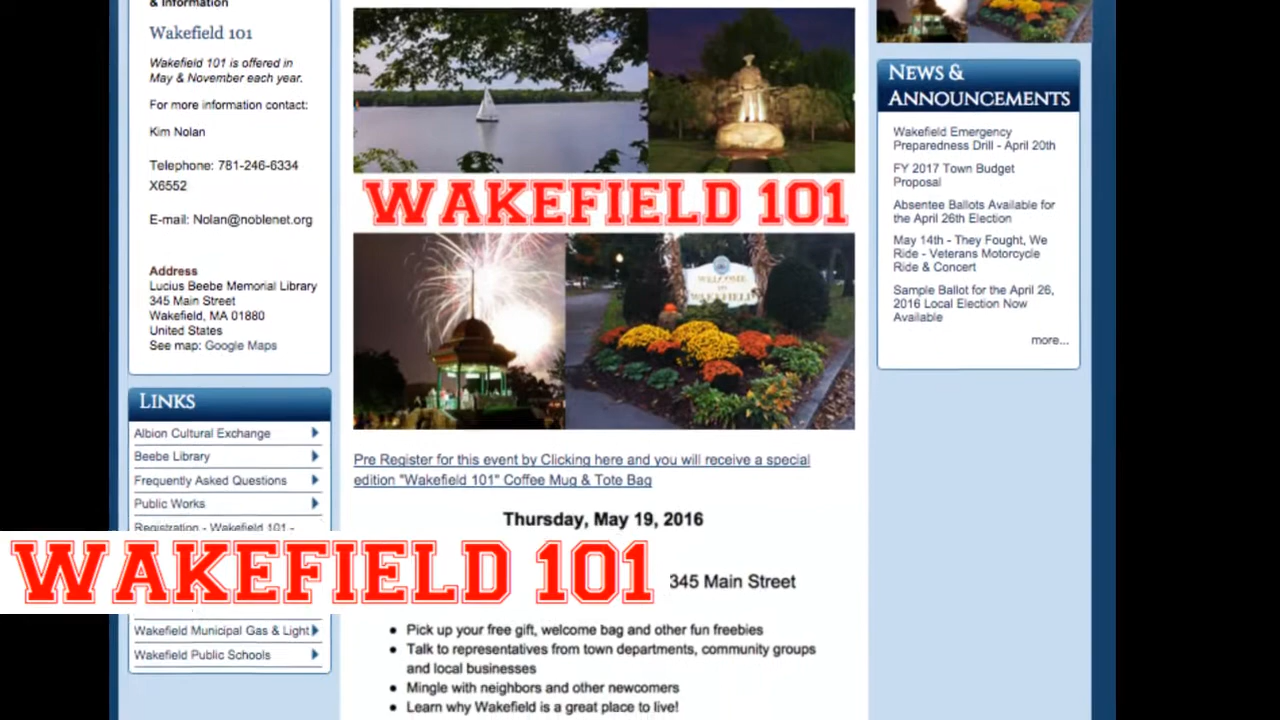 & Information
Wakefield 101
Wakefield 101 is offered in
May & November each year.
For more information contact:
Kim Nolan
Telephone: 781-246-6334
X6552
E-mail: Nolan@noblenet.org
Address
Lucius Beebe Memorial Library
345 Main Street
Wakefield, MA 01880
United States
See map: Google Maps
LINKS
Albion Cultural Exchange
Beebe Library
Frequently Asked Questions
Public Works
Registration - Wakefield 101 -
Wakefield Municipal Gas & Light
Wakefield Public Schools
WAKEFIELD 101
WELCOME
TO
WAKEFIELD
Pre Register for this event by Clicking here and you will receive a special
edition "Wakefield 101" Coffee Mug & Tote Bag
Thursday, May 19, 2016
345 Main Street
• Pick up your free gift, welcome bag and other fun freebies
• Talk to representatives from town departments, community groups
and local businesses
• Mingle with neighbors and other newcomers
• Learn why Wakefield is a great place to live!
NEWS &
ANNOUNCEMENTS
Wakefield Emergency
Preparedness Drill - April 20th
FY 2017 Town Budget
Proposal
Absentee Ballots Available for
the April 26th Election
May 14th - They Fought, We
Ride - Veterans Motorcycle
Ride & Concert
Sample Ballot for the April 26,
2016 Local Election Now
Available
more...
WAKEFIELD 101